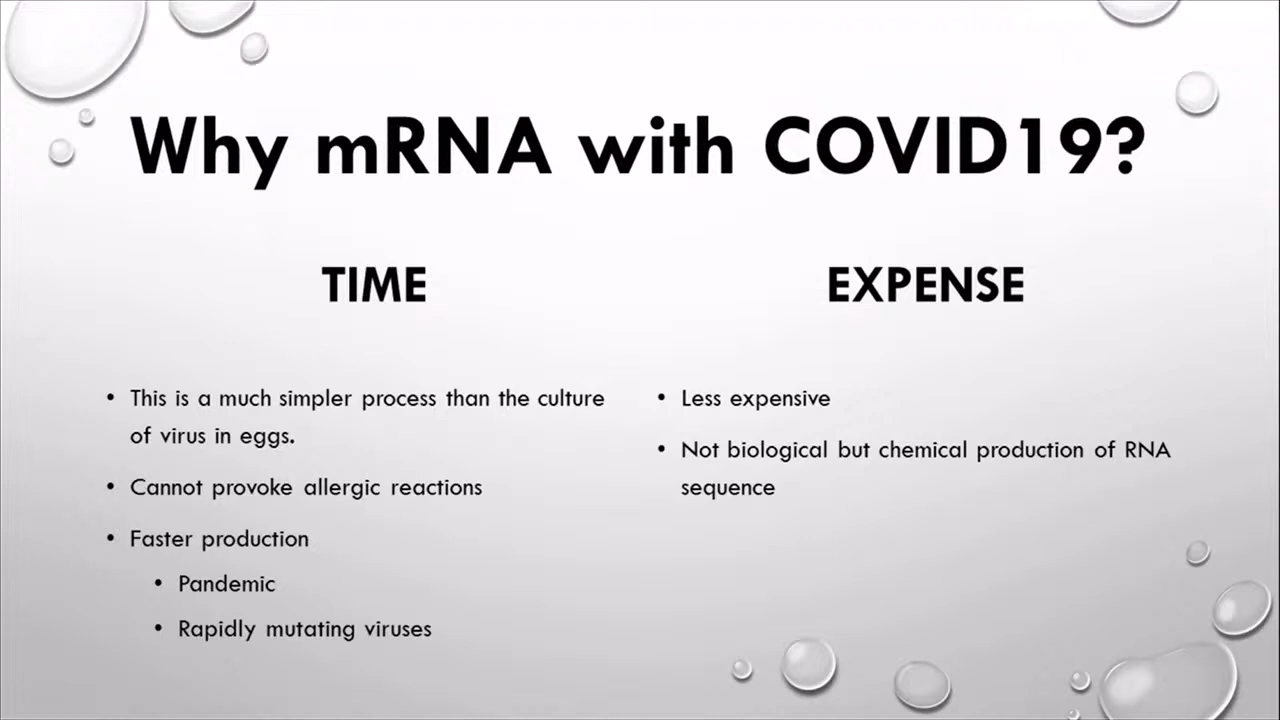 Why mRNA with COVID19?
TIME
• This is a much simpler process than the culture
of virus in eggs.
• Cannot provoke allergic reactions
• Faster production
• Pandemic
• Rapidly mutating viruses
EXPENSE
• Less expensive
• Not biological but chemical production of RNA
sequence